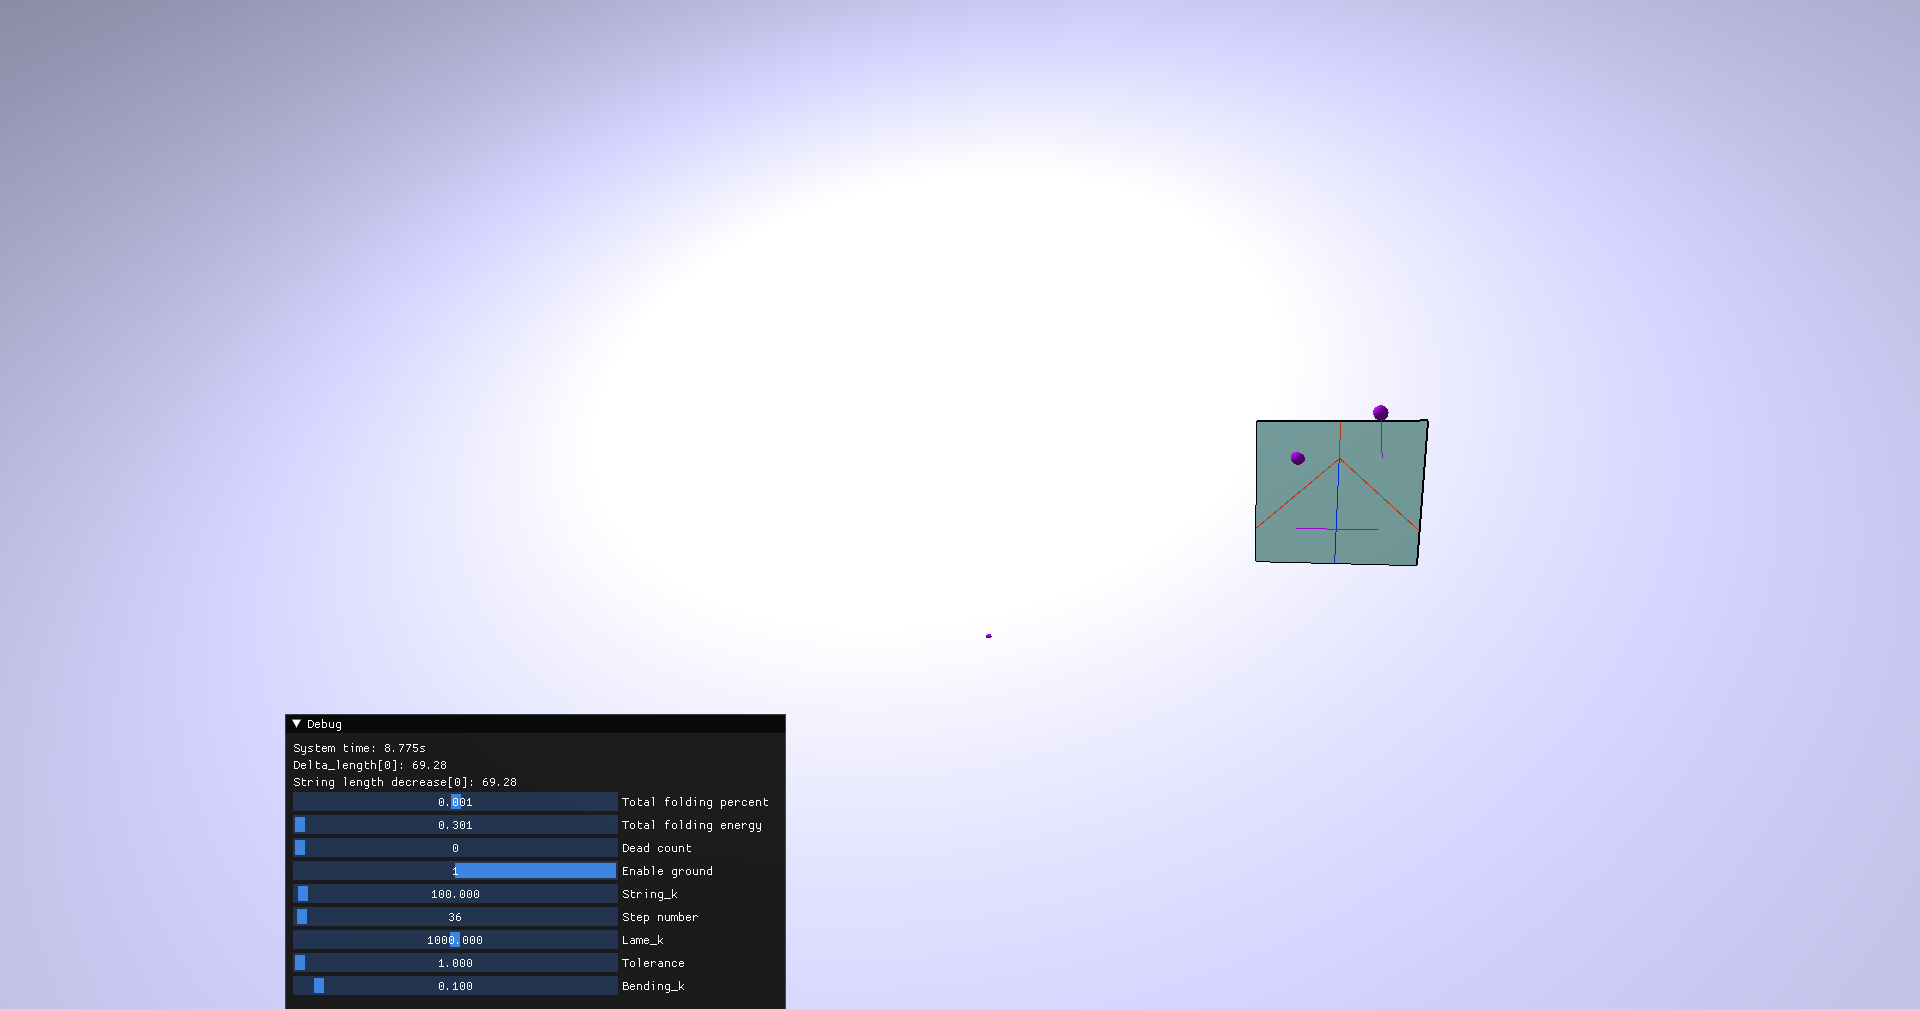 Debug
System time: 8.775s
Delta_length[0]: 69.28
String length decrease[0]: 69.28
0.001 Total folding percent
0.301 Total folding energy
0 Dead count
1 Enable ground
100.000 String_k
36 Step number
1000.000 Lame_k
1.000 Tolerance
0.100 Bending_k